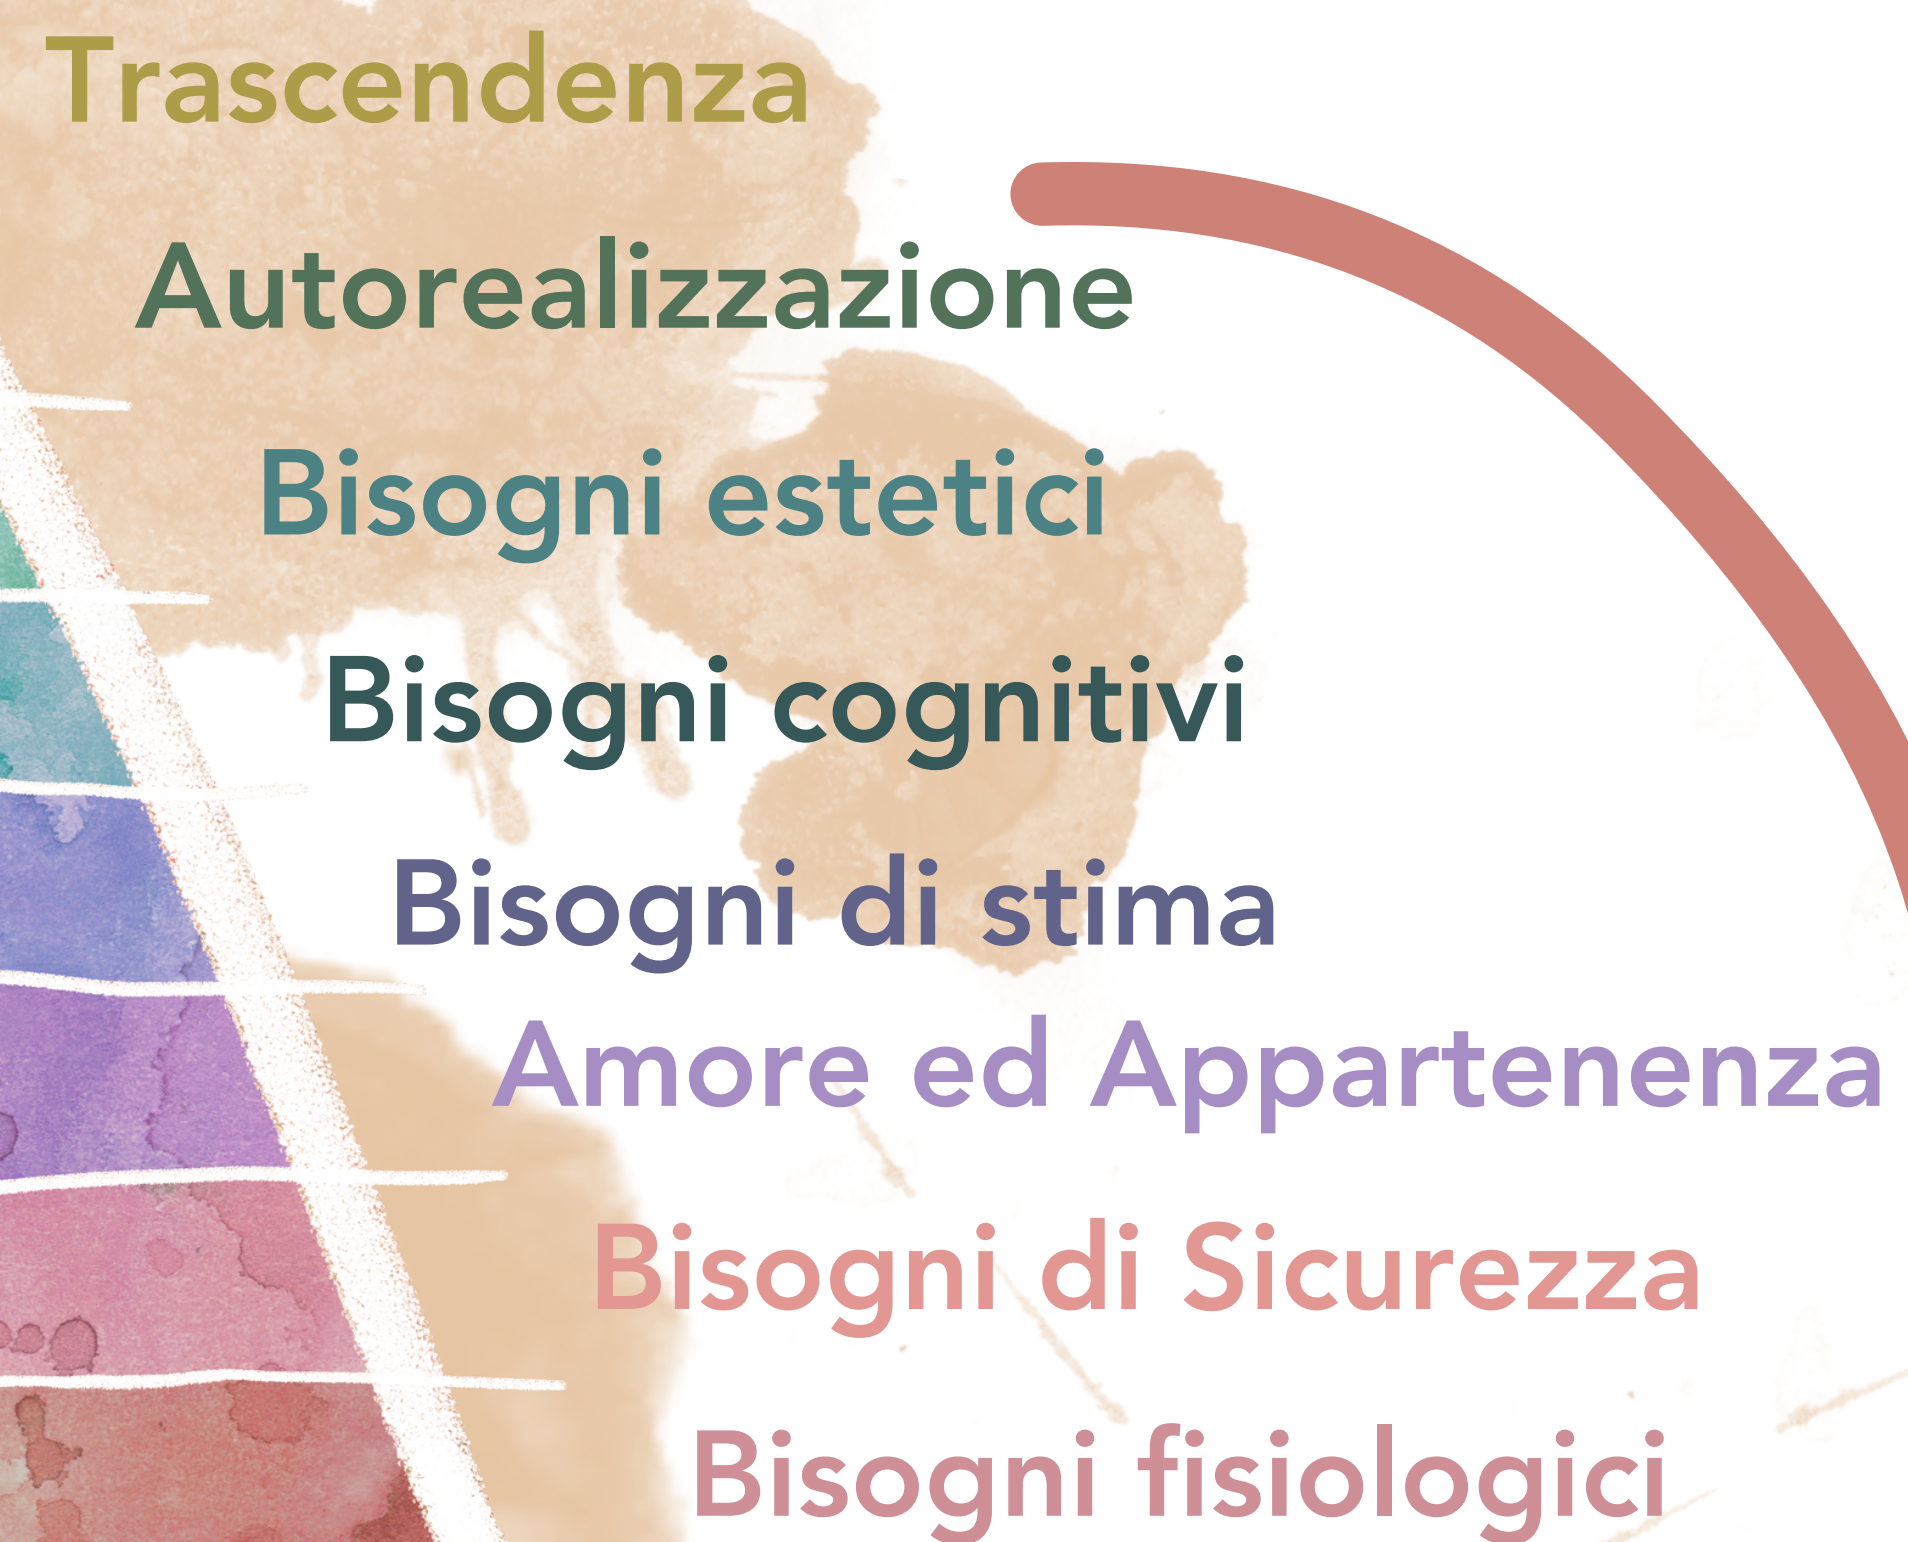 Trascendenza
Autorealizzazione
Bisogni estetici
Bisogni cognitivi
Bisogni di stima
Amore ed Appartenenza
Bisogni di Sicurezza
Bisogni fisiologici